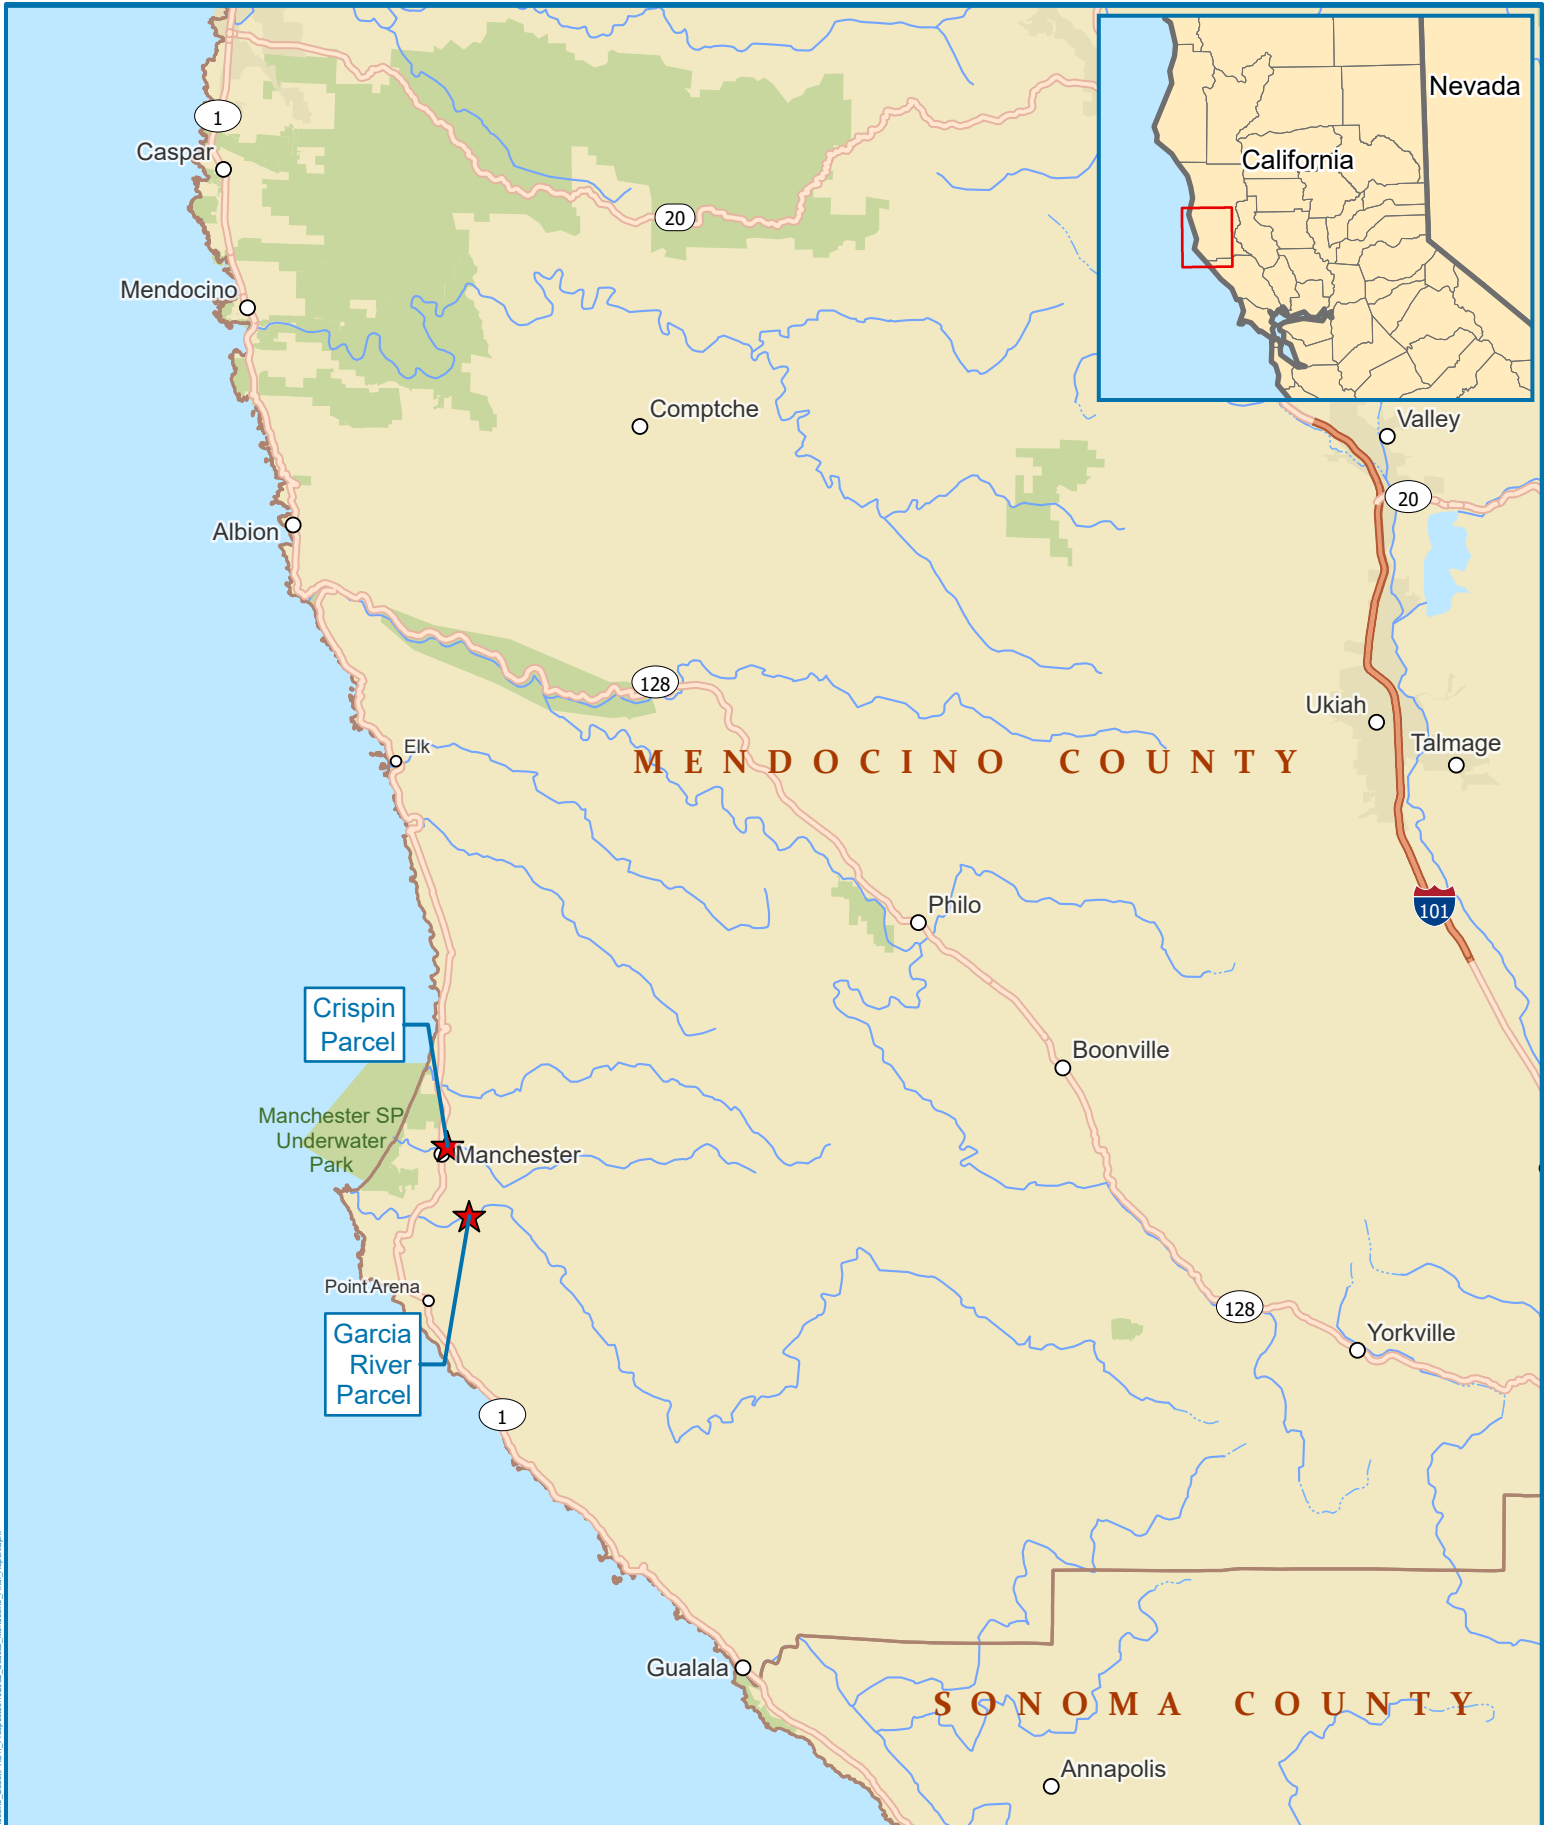 Nevada
California
1
Caspar
20
Mendocino
Comptche
Valley
20
Albion
128
Ukiah
Talmage
Elk
MENDOCINO COUNTY
Philo
101
Crispin
Parcel
Boonville
Manchester SP
Underwater
Park
Manchester
Point Arena
128
Garcia
River
Parcel
Yorkville
1
Gualala
SONOMA COUNTY
Annapolis